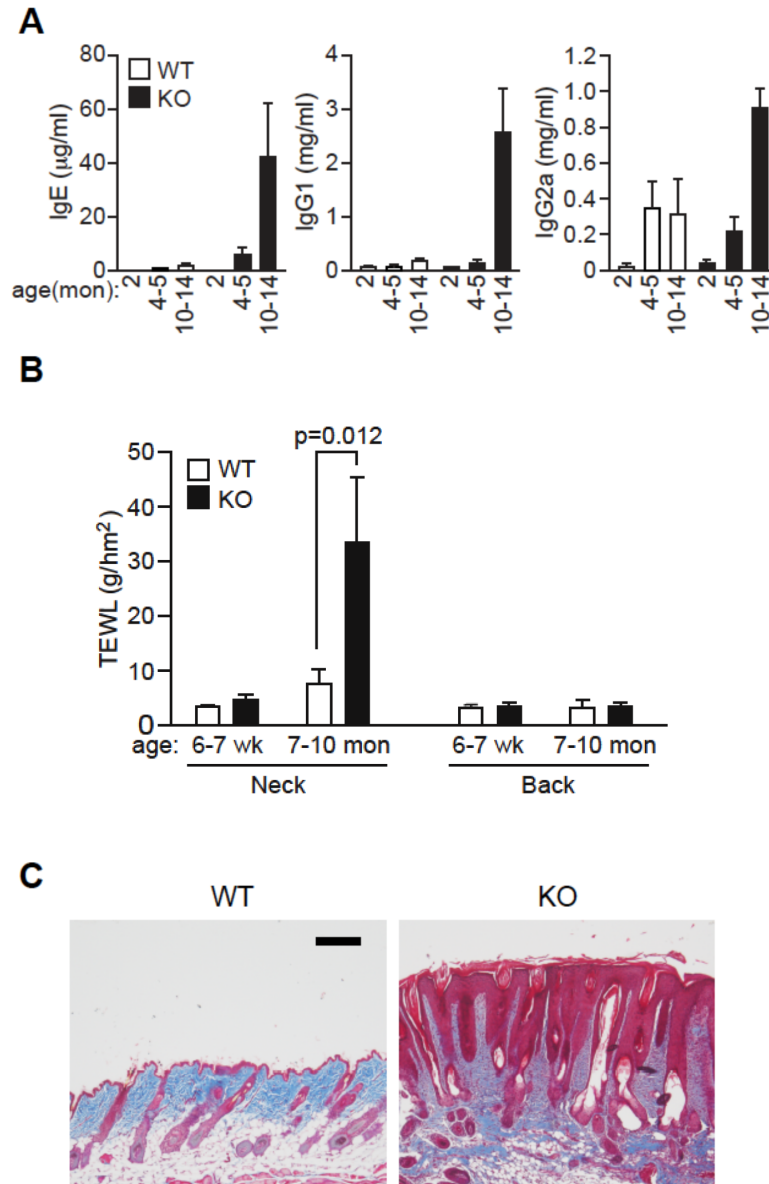 A
80
60
40
20
0
IgE (μg/ml)
WT
KO
age(mon):
2
4-5
10-14
2
4-5
10-14
4
3
2
1
0
IgG1 (mg/ml)
2
4-5
10-14
2
4-5
10-14
1.2
1.0
0.8
0.6
0.4
0.2
0
IgG2a (mg/ml)
2
4-5
10-14
2
4-5
10-14
B
p=0.012
50
40
30
20
10
0
TEWL (g/hm²)
WT
KO
age: 6-7 wk 7-10 mon 6-7 wk 7-10 mon
Neck Back
C
WT KO